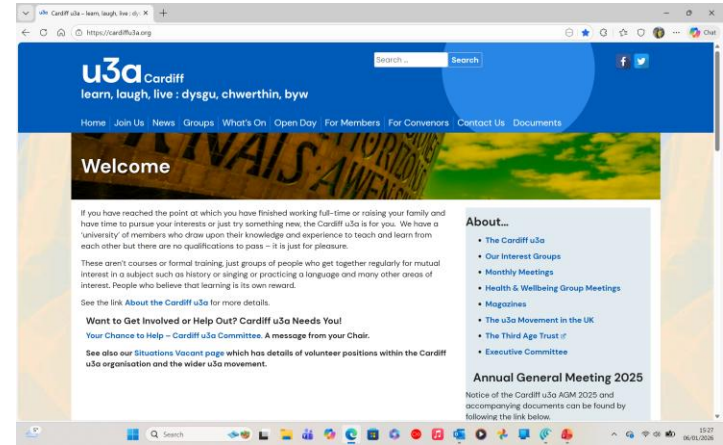 Cardiff u3a – learn, laugh, live : dy
https://cardiffu3a.org
Chat
u3a Cardiff
learn, laugh, live : dysgu, chwerthin, byw
Search ..
Search
Home
Join Us
News
Groups
What's On
Open Day
For Members
For Convenors
Contact Us
Documents
Welcome
If you have reached the point at which you have finished working full-time or raising your family and
have time to pursue your interests or just try something new, the Cardiff u3a is for you. We have a
'university' of members who draw upon their knowledge and experience to teach and learn from
each other but there are no qualifications to pass – it is just for pleasure.
These aren't courses or formal training, just groups of people who get together regularly for mutual
interest in a subject such as history or singing or practicing a language and many other areas of
interest. People who believe that learning is its own reward.
See the link About the Cardiff u3a for more details.
Want to Get Involved or Help Out? Cardiff u3a Needs You!
Your Chance to Help – Cardiff u3a Committee. A message from your Chair.
See also our Situations Vacant page which has details of volunteer positions within the Cardiff
u3a organisation and the wider u3a movement.
About...
The Cardiff u3a
Our Interest Groups
Monthly Meetings
Health & Wellbeing Group Meetings
Magazines
The u3a Movement in the UK
The Third Age Trust
Executive Committee
Annual General Meeting 2025
Notice of the Cardiff u3a AGM 2025 and
accompanying documents can be found by
following the link below.
Search
15:27
06/01/2026